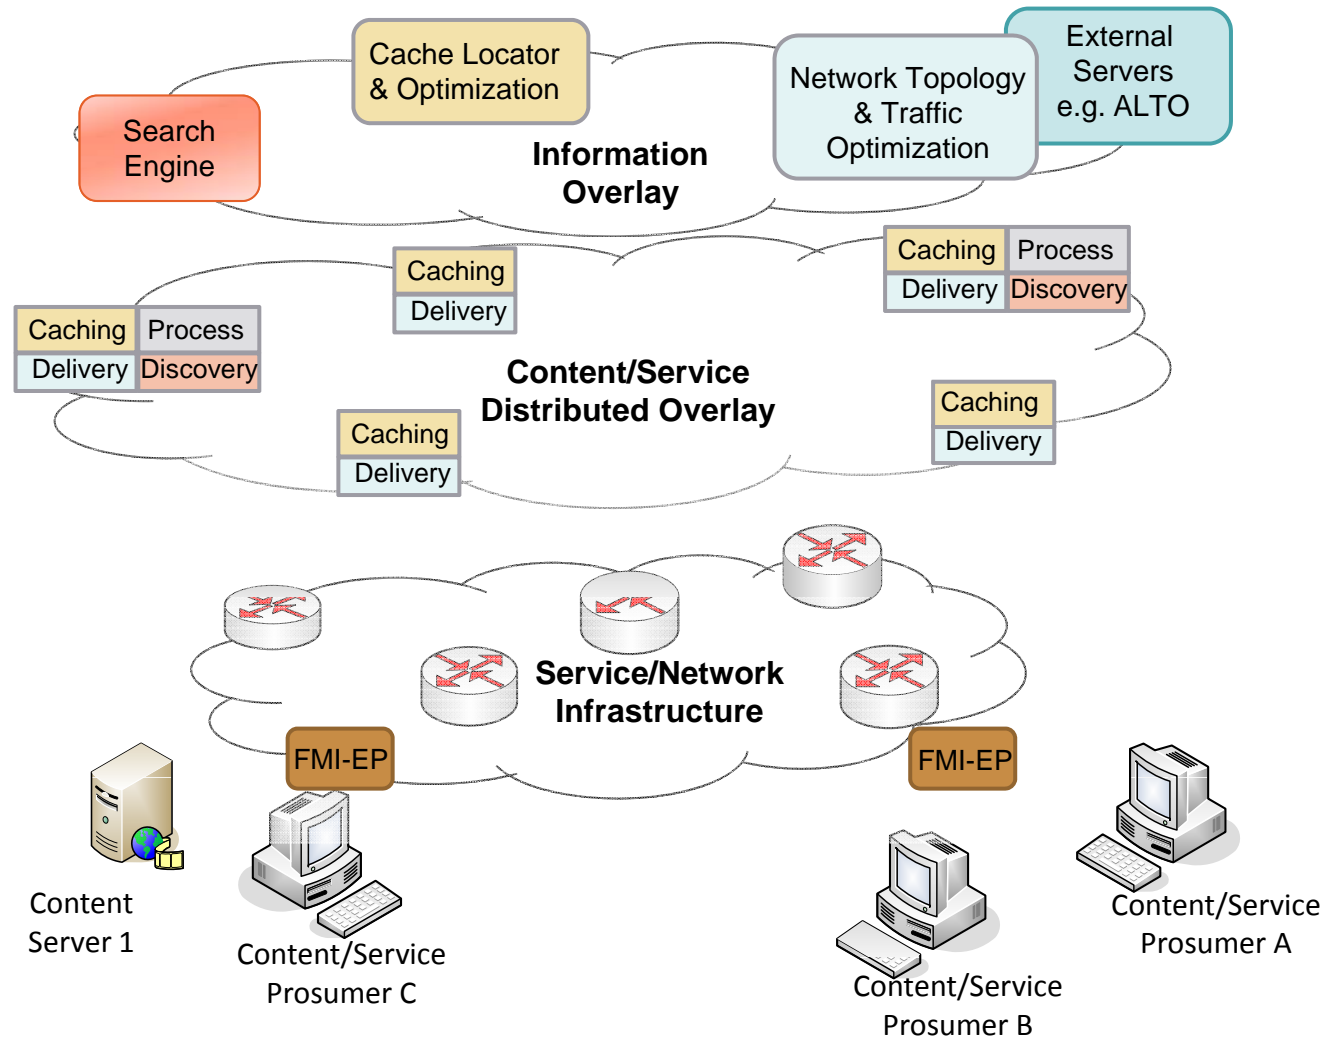 Cache Locator
& Optimization
External
Servers
e.g. ALTO
Network Topology
& Traffic
Optimization
Search
Engine
Information
Overlay
Caching
Delivery
Caching Process
Delivery Discovery
Caching Process
Delivery Discovery
Content/Service
Distributed Overlay
Caching
Delivery
Caching
Delivery
Service/Network
Infrastructure
FMI-EP
FMI-EP
Content
Server 1
Content/Service
Prosumer C
Content/Service
Prosumer B
Content/Service
Prosumer A